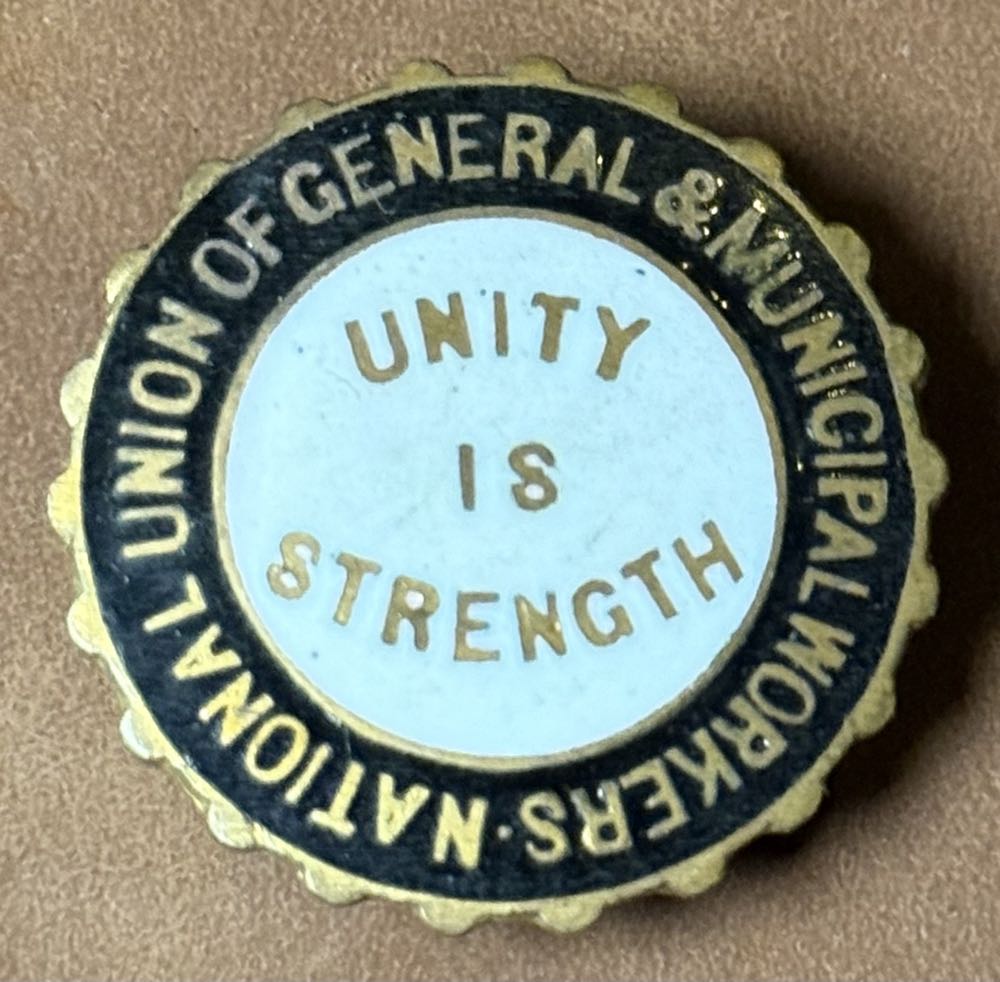 NATIONAL UNION OF GENERAL & MUNICIPAL WORKERS ·
UNITY
IS
STRENGTH